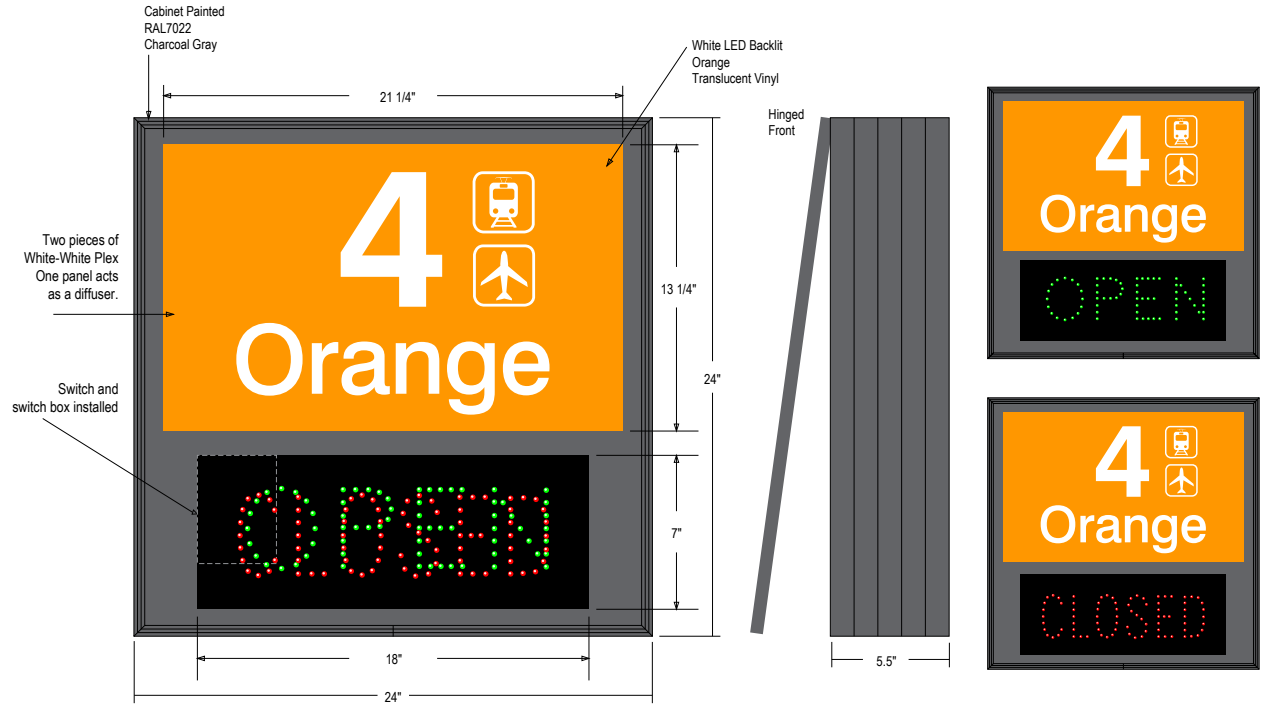 Cabinet Painted
RAL7022
Charcoal Gray
White LED Backlit
Orange
Translucent Vinyl
21 1/4"
Hinged
Front
4
Orange
Two pieces of
White-White Plex
One panel acts
as a diffuser.
13 1/4"
24"
Switch and
switch box installed
OPEN
CLOSED
7"
18"
24"
5.5"
4
Orange
OPEN
4
Orange
CLOSED